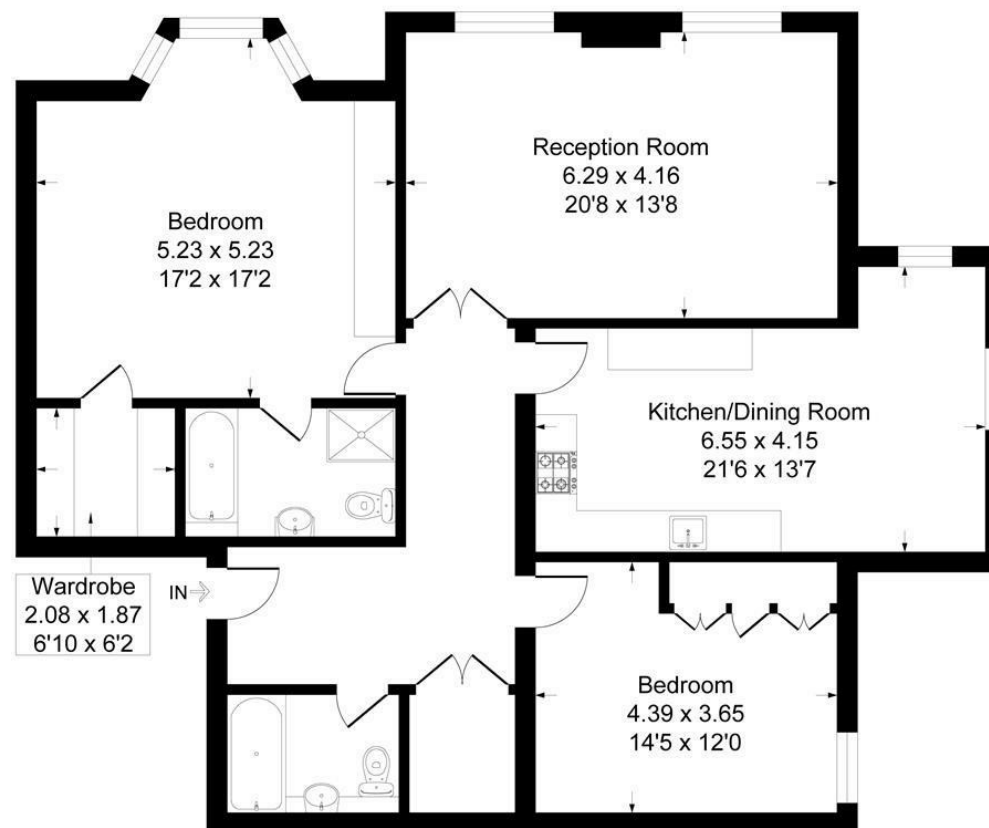 Reception Room
6.29 x 4.16
20'8 x 13'8
Bedroom
5.23 x 5.23
17'2 x 17'2
Kitchen/Dining Room
6.55 x 4.15
21'6 x 13'7
Wardrobe
2.08 x 1.87
6'10 x 6'2
IN
Bedroom
4.39 x 3.65
14'5 x 12'0